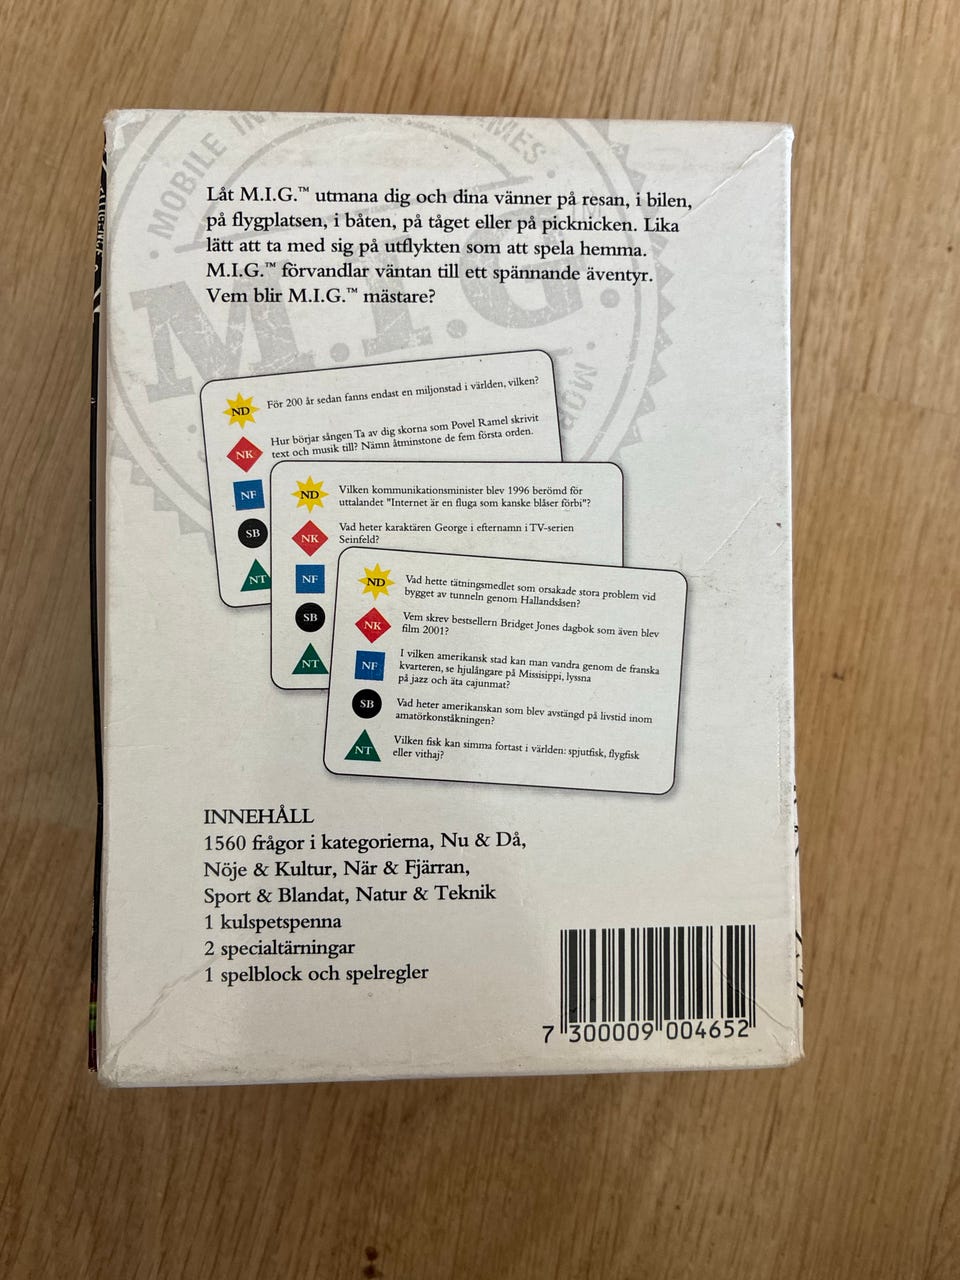 MOBILE IN
MES
M.I.G.
Låt M.I.G.™ utmana dig och dina vänner på resan, i bilen,
på flygplatsen, i båten, på tåget eller på picknicken. Lika
lätt att ta med sig på utflykten som att spela hemma.
M.I.G.™ förvandlar väntan till ett spännande äventyr.
Vem blir M.I.G.™ mästare?
ND För 200 år sedan fanns endast en miljonstad i världen, vilken?
NK Hur börjar sången Ta av dig skorna som Povel Ramel skrivit
text och musik till? Nämn åtminstone de fem första orden.
NF
SB
NT
ND Vilken kommunikationsminister blev 1996 berömd för
uttalandet "Internet är en fluga som kanske blåser förbi"?
NK Vad heter karaktären George i efternamn i TV-serien
Seinfeld?
NF
SB
NT
ND Vad hette tätningsmedlet som orsakade stora problem vid
bygget av tunneln genom Hallandsåsen?
NK Vem skrev bestsellern Bridget Jones dagbok som även blev
film 2001?
NF I vilken amerikansk stad kan man vandra genom de franska
kvarteren, se hjulångare på Missisippi, lyssna
på jazz och äta cajunmat?
SB Vad heter amerikanskan som blev avstängd på livstid inom
amatörkonståkningen?
NT Vilken fisk kan simma fortast i världen: spjutfisk, flygfisk
eller vithaj?
INNEHÅLL
1560 frågor i kategorierna, Nu & Då,
Nöje & Kultur, När & Fjärran,
Sport & Blandat, Natur & Teknik
1 kulspetspenna
2 specialtärningar
1 spelblock och spelregler
7 300009 004652